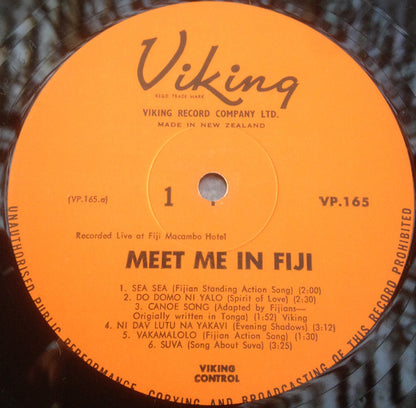 Viking
REGD TRADE MARK
VIKING RECORD COMPANY LTD.
MADE IN NEW ZEALAND
(VP.165.a)
1
VP.165
Recorded Live at Fiji Macambo Hotel
MEET ME IN FIJI
1. SEA SEA (Fijian Standing Action Song) (2:00)
2. DO DOMO NI YALO (Spirit of Love) (2:30)
3. CANOE SONG (Adapted by Fijians—
Origially written in Tonga) (1:52) Viking
4. NI DAV LUTU NA YAKAVI (Evening Shadows) (3:12)
5. VAKAMALOLO (Fijian Action Song) (1:30)
6. SUVA (Song About Suva) (3:25)
VIKING
CONTROL
UNAUTHORISED PUBLIC PERFORMANCE, COPYING AND BROADCASTING OF THIS RECORD PROHIBITED